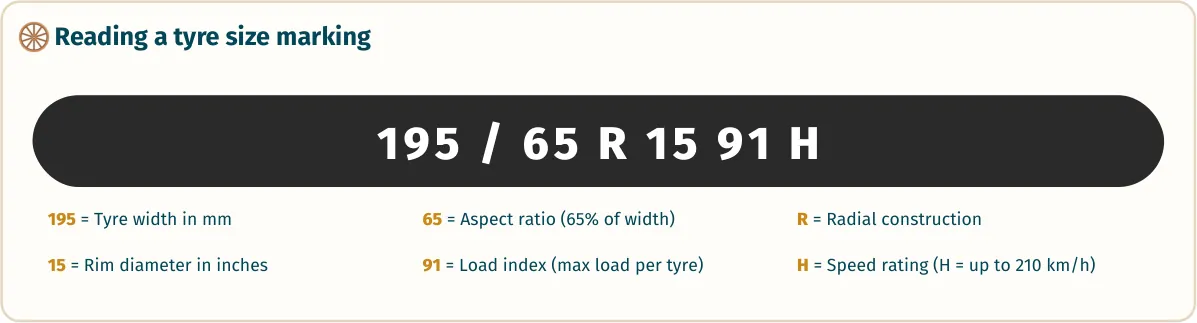 Reading a tyre size marking
195 / 65 R 15 91 H
195 = Tyre width in mm
65 = Aspect ratio (65% of width)
R = Radial construction
15 = Rim diameter in inches
91 = Load index (max load per tyre)
H = Speed rating (H = up to 210 km/h)